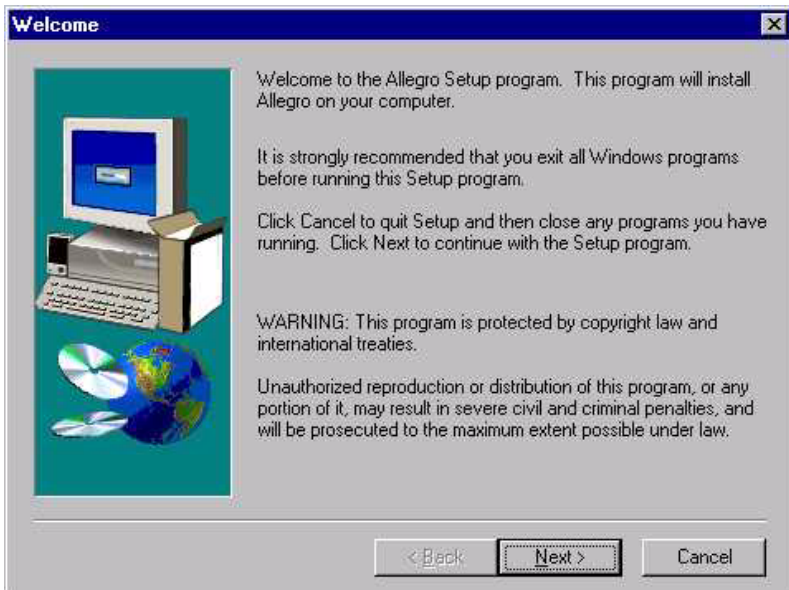 Welcome
Welcome to the Allegro Setup program.  This program will install
Allegro on your computer.
It is strongly recommended that you exit all Windows programs
before running this Setup program.
Click Cancel to quit Setup and then close any programs you have
running.  Click Next to continue with the Setup program.
WARNING: This program is protected by copyright law and
international treaties.
Unauthorized reproduction or distribution of this program, or any
portion of it, may result in severe civil and criminal penalties, and
will be prosecuted to the maximum extent possible under law.
< Back Next > Cancel